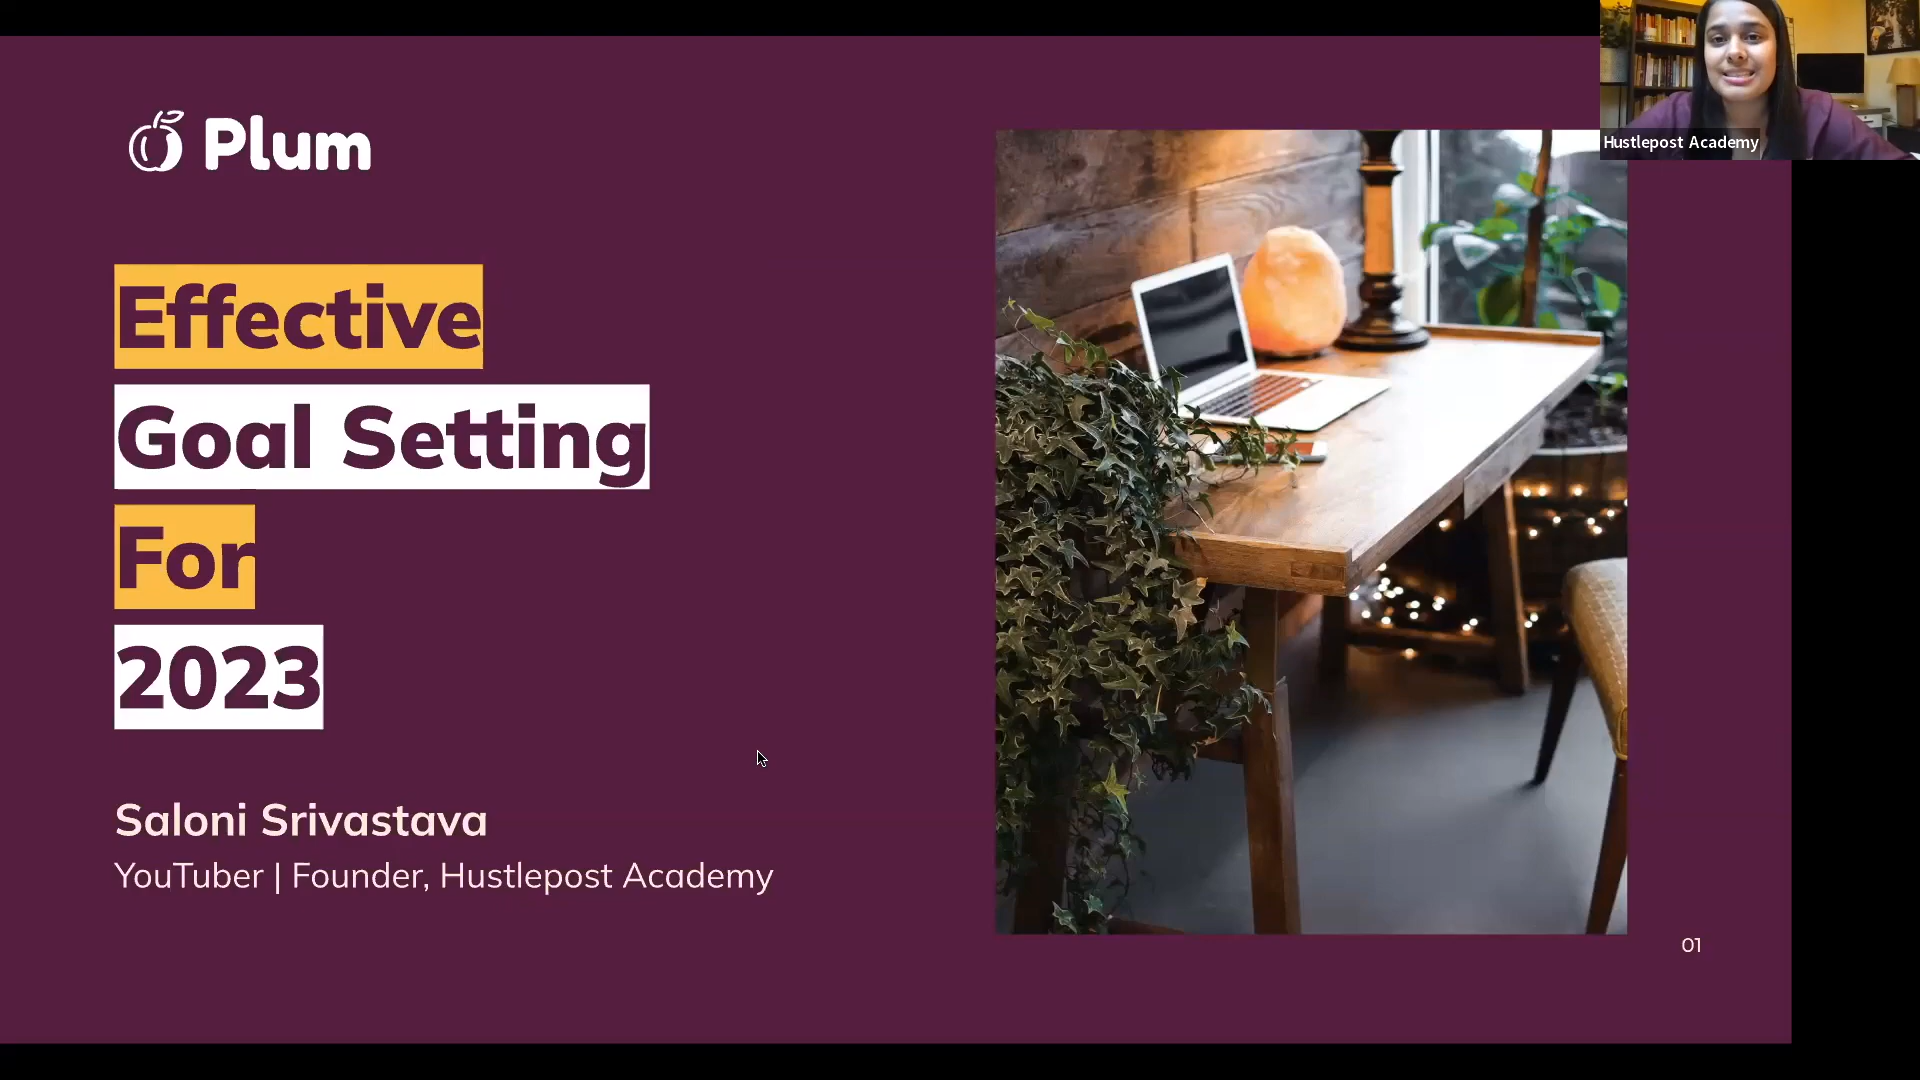 Plum
Effective
Goal Setting
For
2023
Saloni Srivastava
YouTuber | Founder, Hustlepost Academy
Hustlepost Academy
01